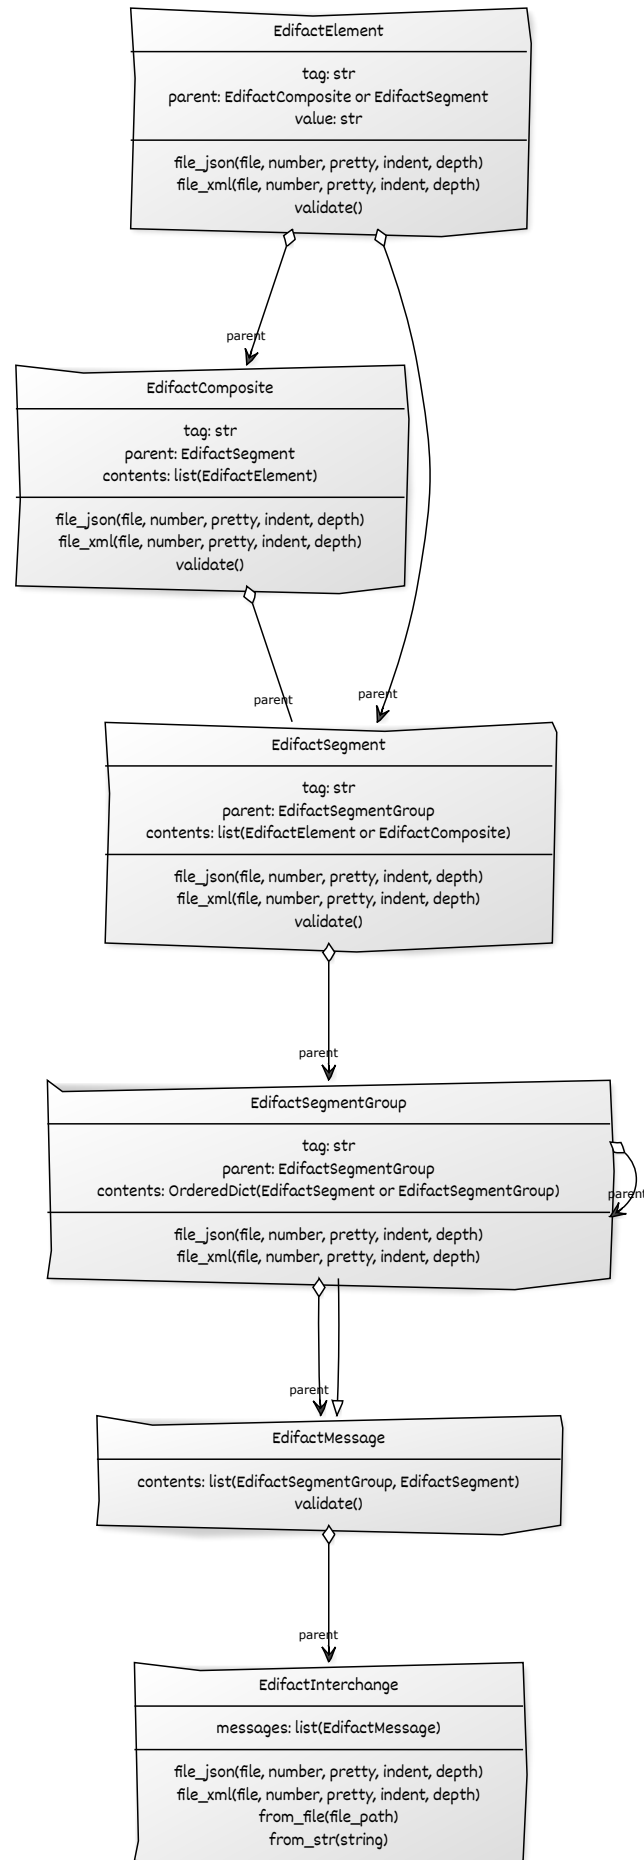 EdifactElement
tag: str
parent: EdifactComposite or EdifactSegment
value: str
file_json(file, number, pretty, indent, depth)
file_xml(file, number, pretty, indent, depth)
validate()
parent
EdifactComposite
tag: str
parent: EdifactSegment
contents: list(EdifactElement)
file_json(file, number, pretty, indent, depth)
file_xml(file, number, pretty, indent, depth)
validate()
parent
parent
EdifactSegment
tag: str
parent: EdifactSegmentGroup
contents: list(EdifactElement or EdifactComposite)
file_json(file, number, pretty, indent, depth)
file_xml(file, number, pretty, indent, depth)
validate()
parent
EdifactSegmentGroup
tag: str
parent: EdifactSegmentGroup
contents: OrderedDict(EdifactSegment or EdifactSegmentGroup)
parent
file_json(file, number, pretty, indent, depth)
file_xml(file, number, pretty, indent, depth)
parent
EdifactMessage
contents: list(EdifactSegmentGroup, EdifactSegment)
validate()
parent
EdifactInterchange
messages: list(EdifactMessage)
file_json(file, number, pretty, indent, depth)
file_xml(file, number, pretty, indent, depth)
from_file(file_path)
from_str(string)